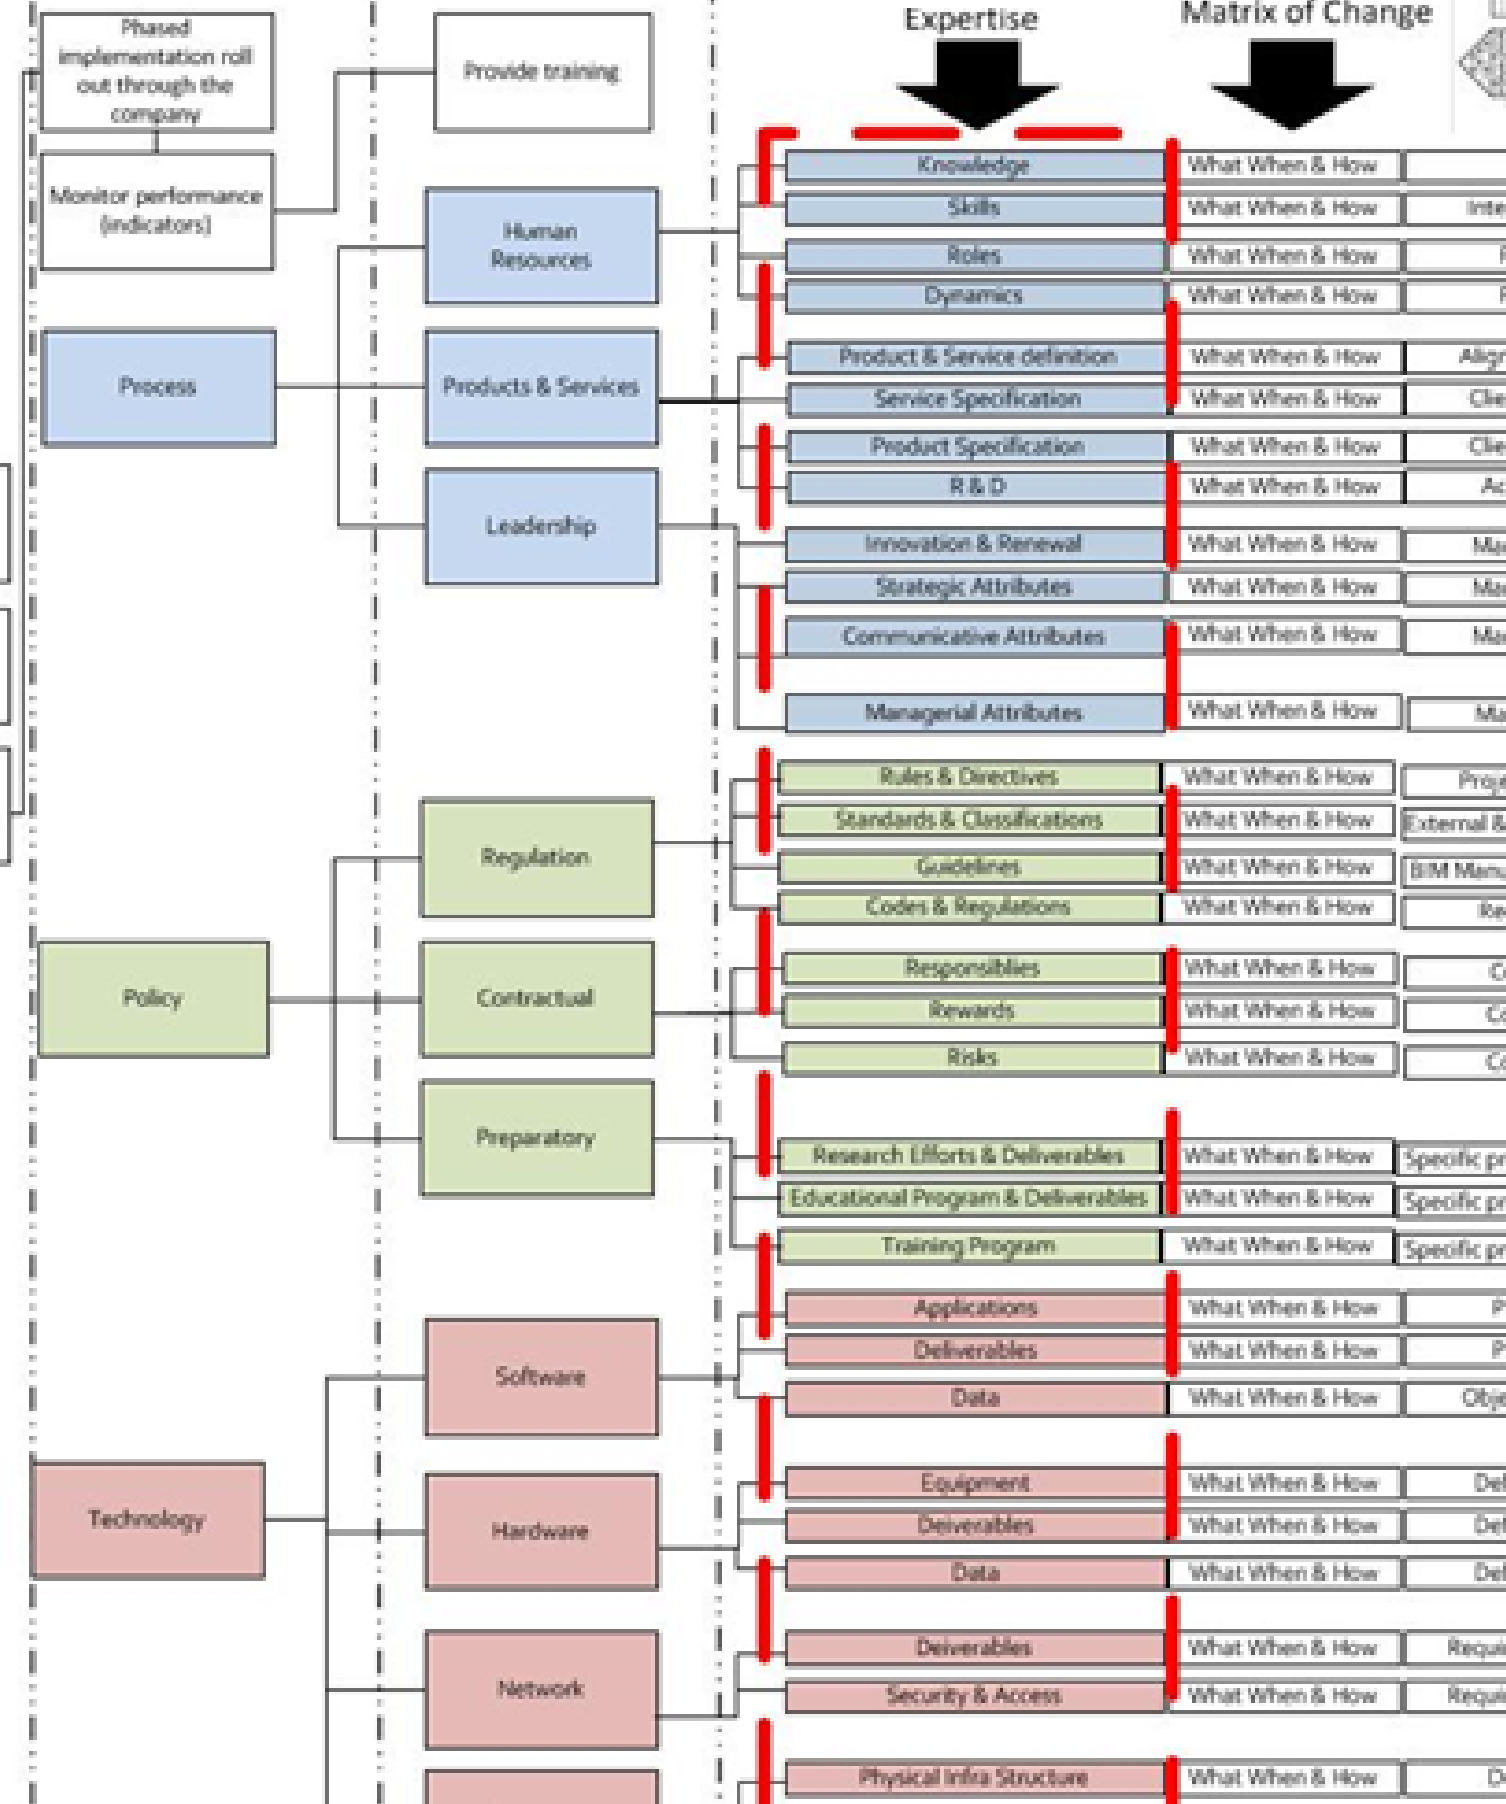 Expertise
Matrix of Change
Phased
implementation roll
out through the
company
Provide training
Monitor performance
(indicators)
Human
Resources
Process
Products & Services
Leadership
Knowledge What When & How
Skills What When & How
Roles What When & How
Dynamics What When & How
Product & Service definition What When & How
Service Specification What When & How
Product Specification What When & How
R & D What When & How
Innovation & Renewal What When & How
Strategic Attributes What When & How
Communicative Attributes What When & How
Managerial Attributes What When & How
Regulation
Policy
Contractual
Preparatory
Rules & Directives What When & How
Standards & Classifications What When & How External &
Guidelines What When & How BIM
Codes & Regulations What When & How
Responsiblies What When & How
Rewards What When & How
Risks What When & How
Research Efforts & Deliverables What When & How Specific
Educational Program & Deliverables What When & How Specific
Training Program What When & How Specific
Software
Technology
Hardware
Network
Applications What When & How
Deliverables What When & How
Data What When & How
Equipment What When & How
Deiverables What When & How
Data What When & How
Deiverables What When & How
Security & Access What When & How
Physical Infra Structure What When & How